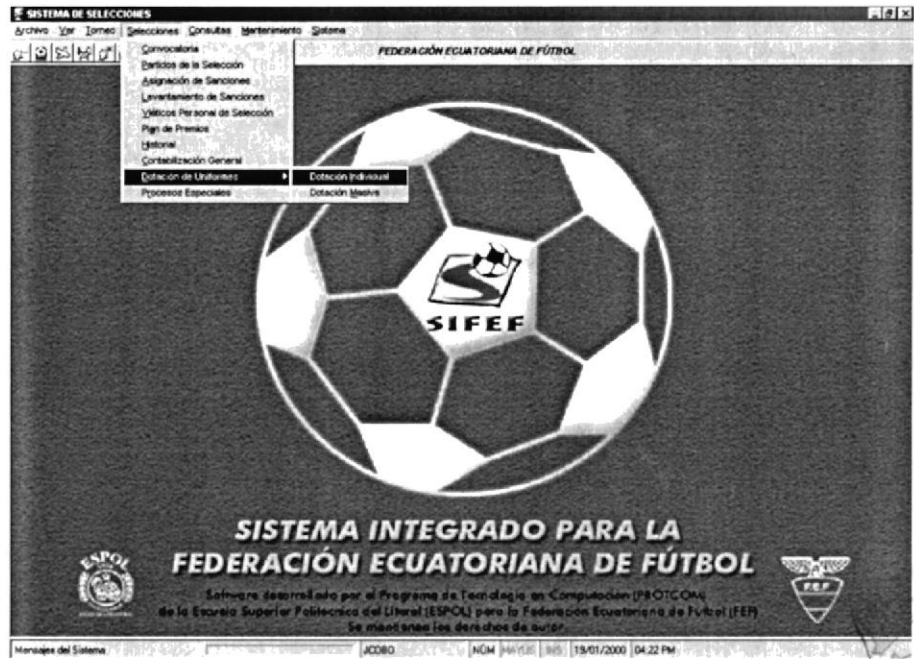 SISTEMA DE SELECCIONES
Archivo Ver Torneo Selecciones Consultas Mantenimiento Sistema
FEDERACIÓN ECUATORIANA DE FÚTBOL
Convocatoria
Partidos de la Selección
Asignación de Sanciones
Levantamiento de Sanciones
Viáticos Personal de Selección
Plan de Premios
Historial
Contabilización General
Dotación de Uniformes Dotación Individual
Procesos Especiales Dotación Masiva
SIFEF
SISTEMA INTEGRADO PARA LA
FEDERACIÓN ECUATORIANA DE FÚTBOL
ESPOL
FEF
Software desarrollado por el Programa de Tecnología en Computación (PROTCOM)
de la Escuela Superior Politécnica del Litoral (ESPOL) para la Federación Ecuatoriana de Fútbol (FEF)
Se mantienen los derechos de autor.
Mensajes del Sistema JCOBO NÚM MAYÚS INS 19/01/2000 04:22 PM